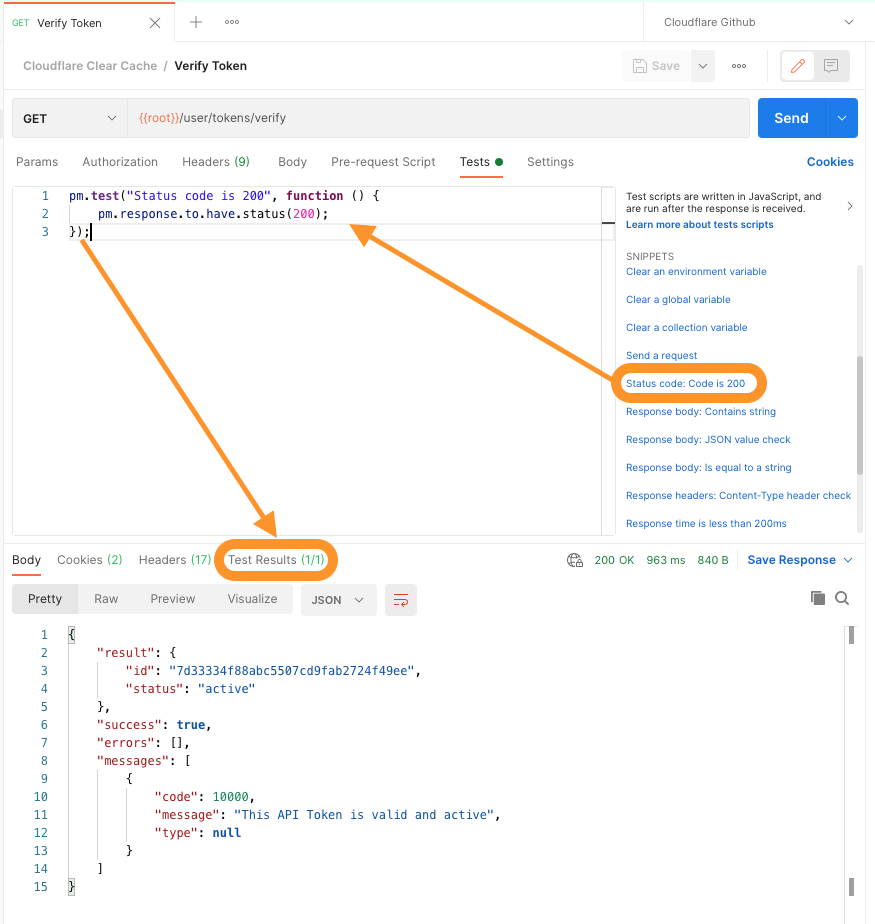 GET Verify Token
Cloudflare Github
Cloudflare Clear Cache / Verify Token
Save
GET
{{root}}/user/tokens/verify
Send
Params Authorization Headers (9) Body Pre-request Script Tests Settings
Cookies
1 pm.test("Status code is 200", function () {
2 pm.response.to.have.status(200);
3 });
Test scripts are written in JavaScript, and
are run after the response is received.
Learn more about tests scripts
SNIPPETS
Clear an environment variable
Clear a global variable
Clear a collection variable
Send a request
Status code: Code is 200
Response body: Contains string
Response body: JSON value check
Response body: Is equal to a string
Response headers: Content-Type header check
Response time is less than 200ms
Body Cookies (2) Headers (17) Test Results (1/1)
200 OK 963 ms 840 B Save Response
Pretty Raw Preview Visualize JSON
1 {
2 "result": {
3 "id": "7d33334f88abc5507cd9fab2724f49ee",
4 "status": "active"
5 },
6 "success": true,
7 "errors": [],
8 "messages": [
9 {
10 "code": 10000,
11 "message": "This API Token is valid and active",
12 "type": null
13 }
14 ]
15 }